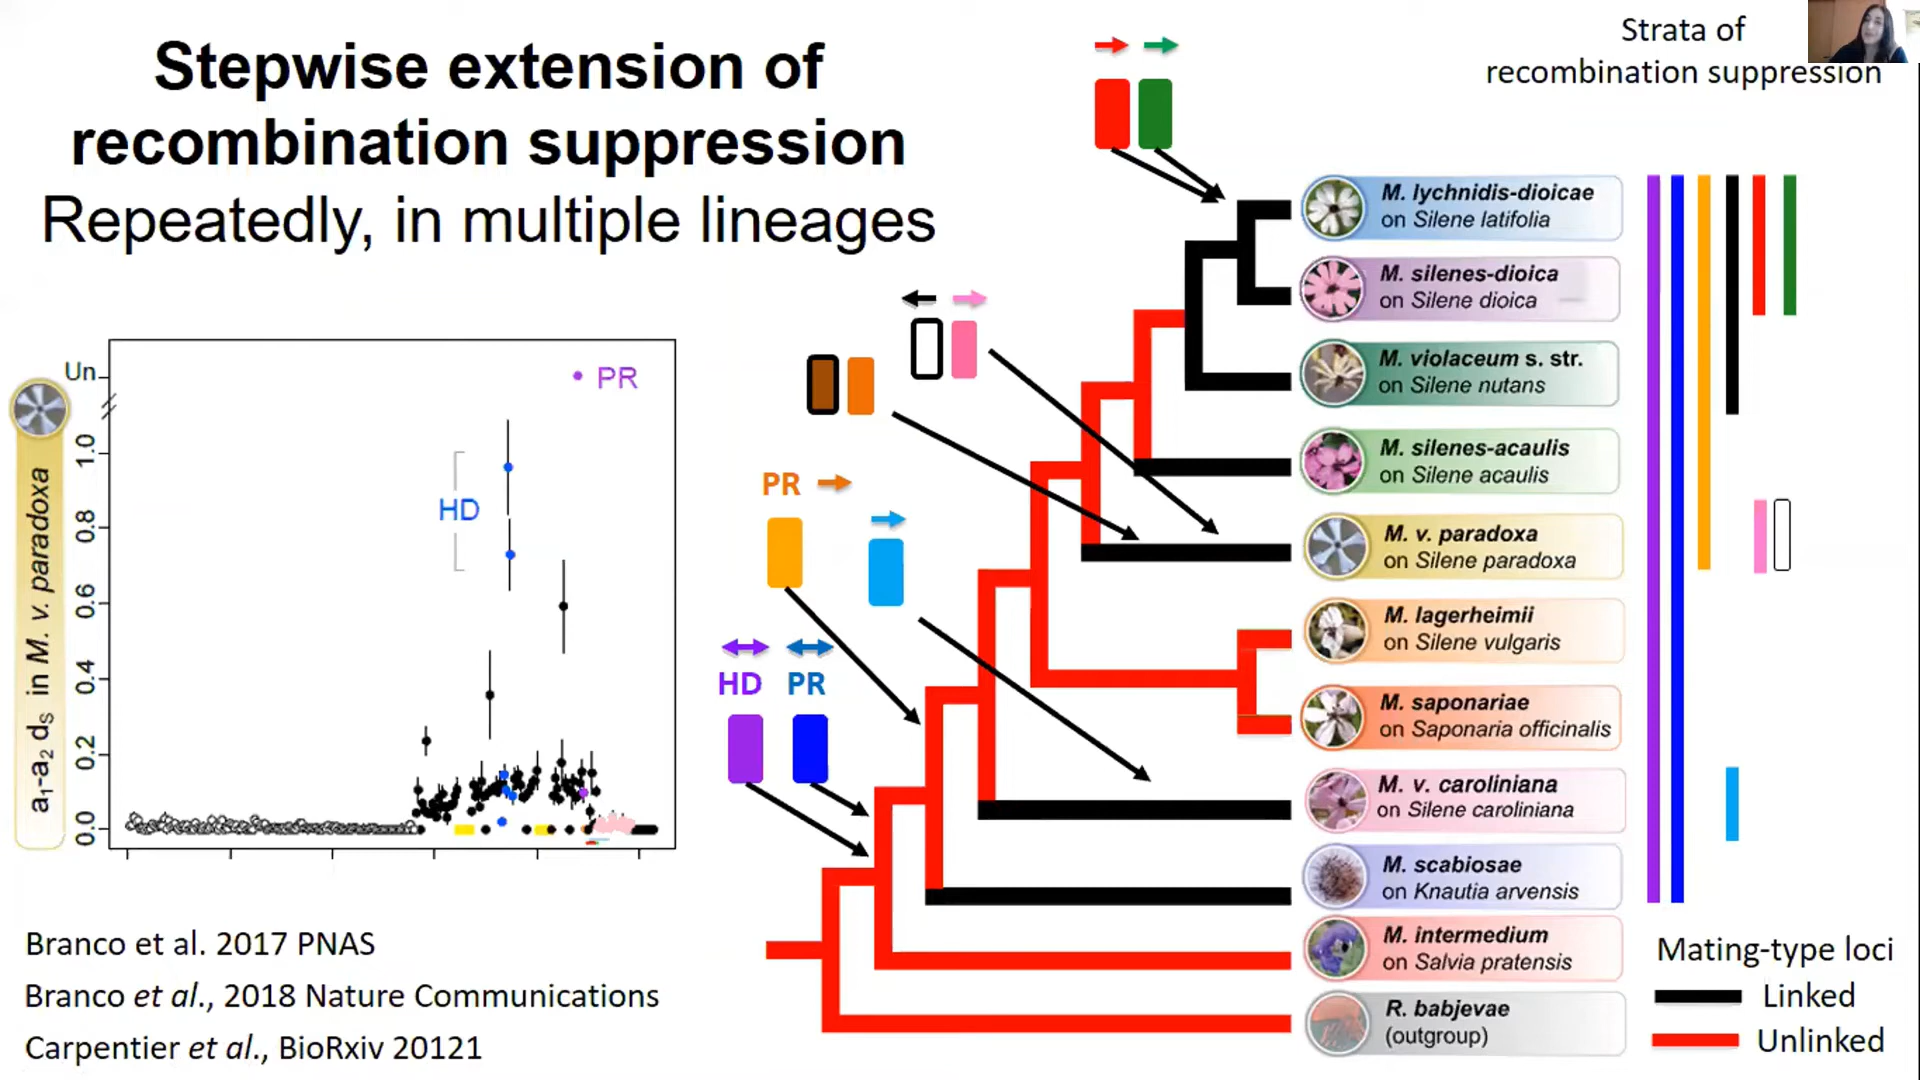 Stepwise extension of
recombination suppression
Repeatedly, in multiple lineages
Strata of
recombination suppression
M. lychnidis-dioicae
on Silene latifolia
M. silenes-dioica
on Silene dioica
M. violaceum s. str.
on Silene nutans
M. silenes-acaulis
on Silene acaulis
M. v. paradoxa
on Silene paradoxa
M. lagerheimii
on Silene vulgaris
M. saponariae
on Saponaria officinalis
M. v. caroliniana
on Silene caroliniana
M. scabiosae
on Knautia arvensis
M. intermedium
on Salvia pratensis
R. babjevae
(outgroup)
PR
HD PR
Un
PR
HD
1.0
0.8
0.6
0.4
0.2
0.0
a₁-a₂ dₛ in M. v. paradoxa
Mating-type loci
Linked
Unlinked
Branco et al. 2017 PNAS
Branco et al., 2018 Nature Communications
Carpentier et al., BioRxiv 20121